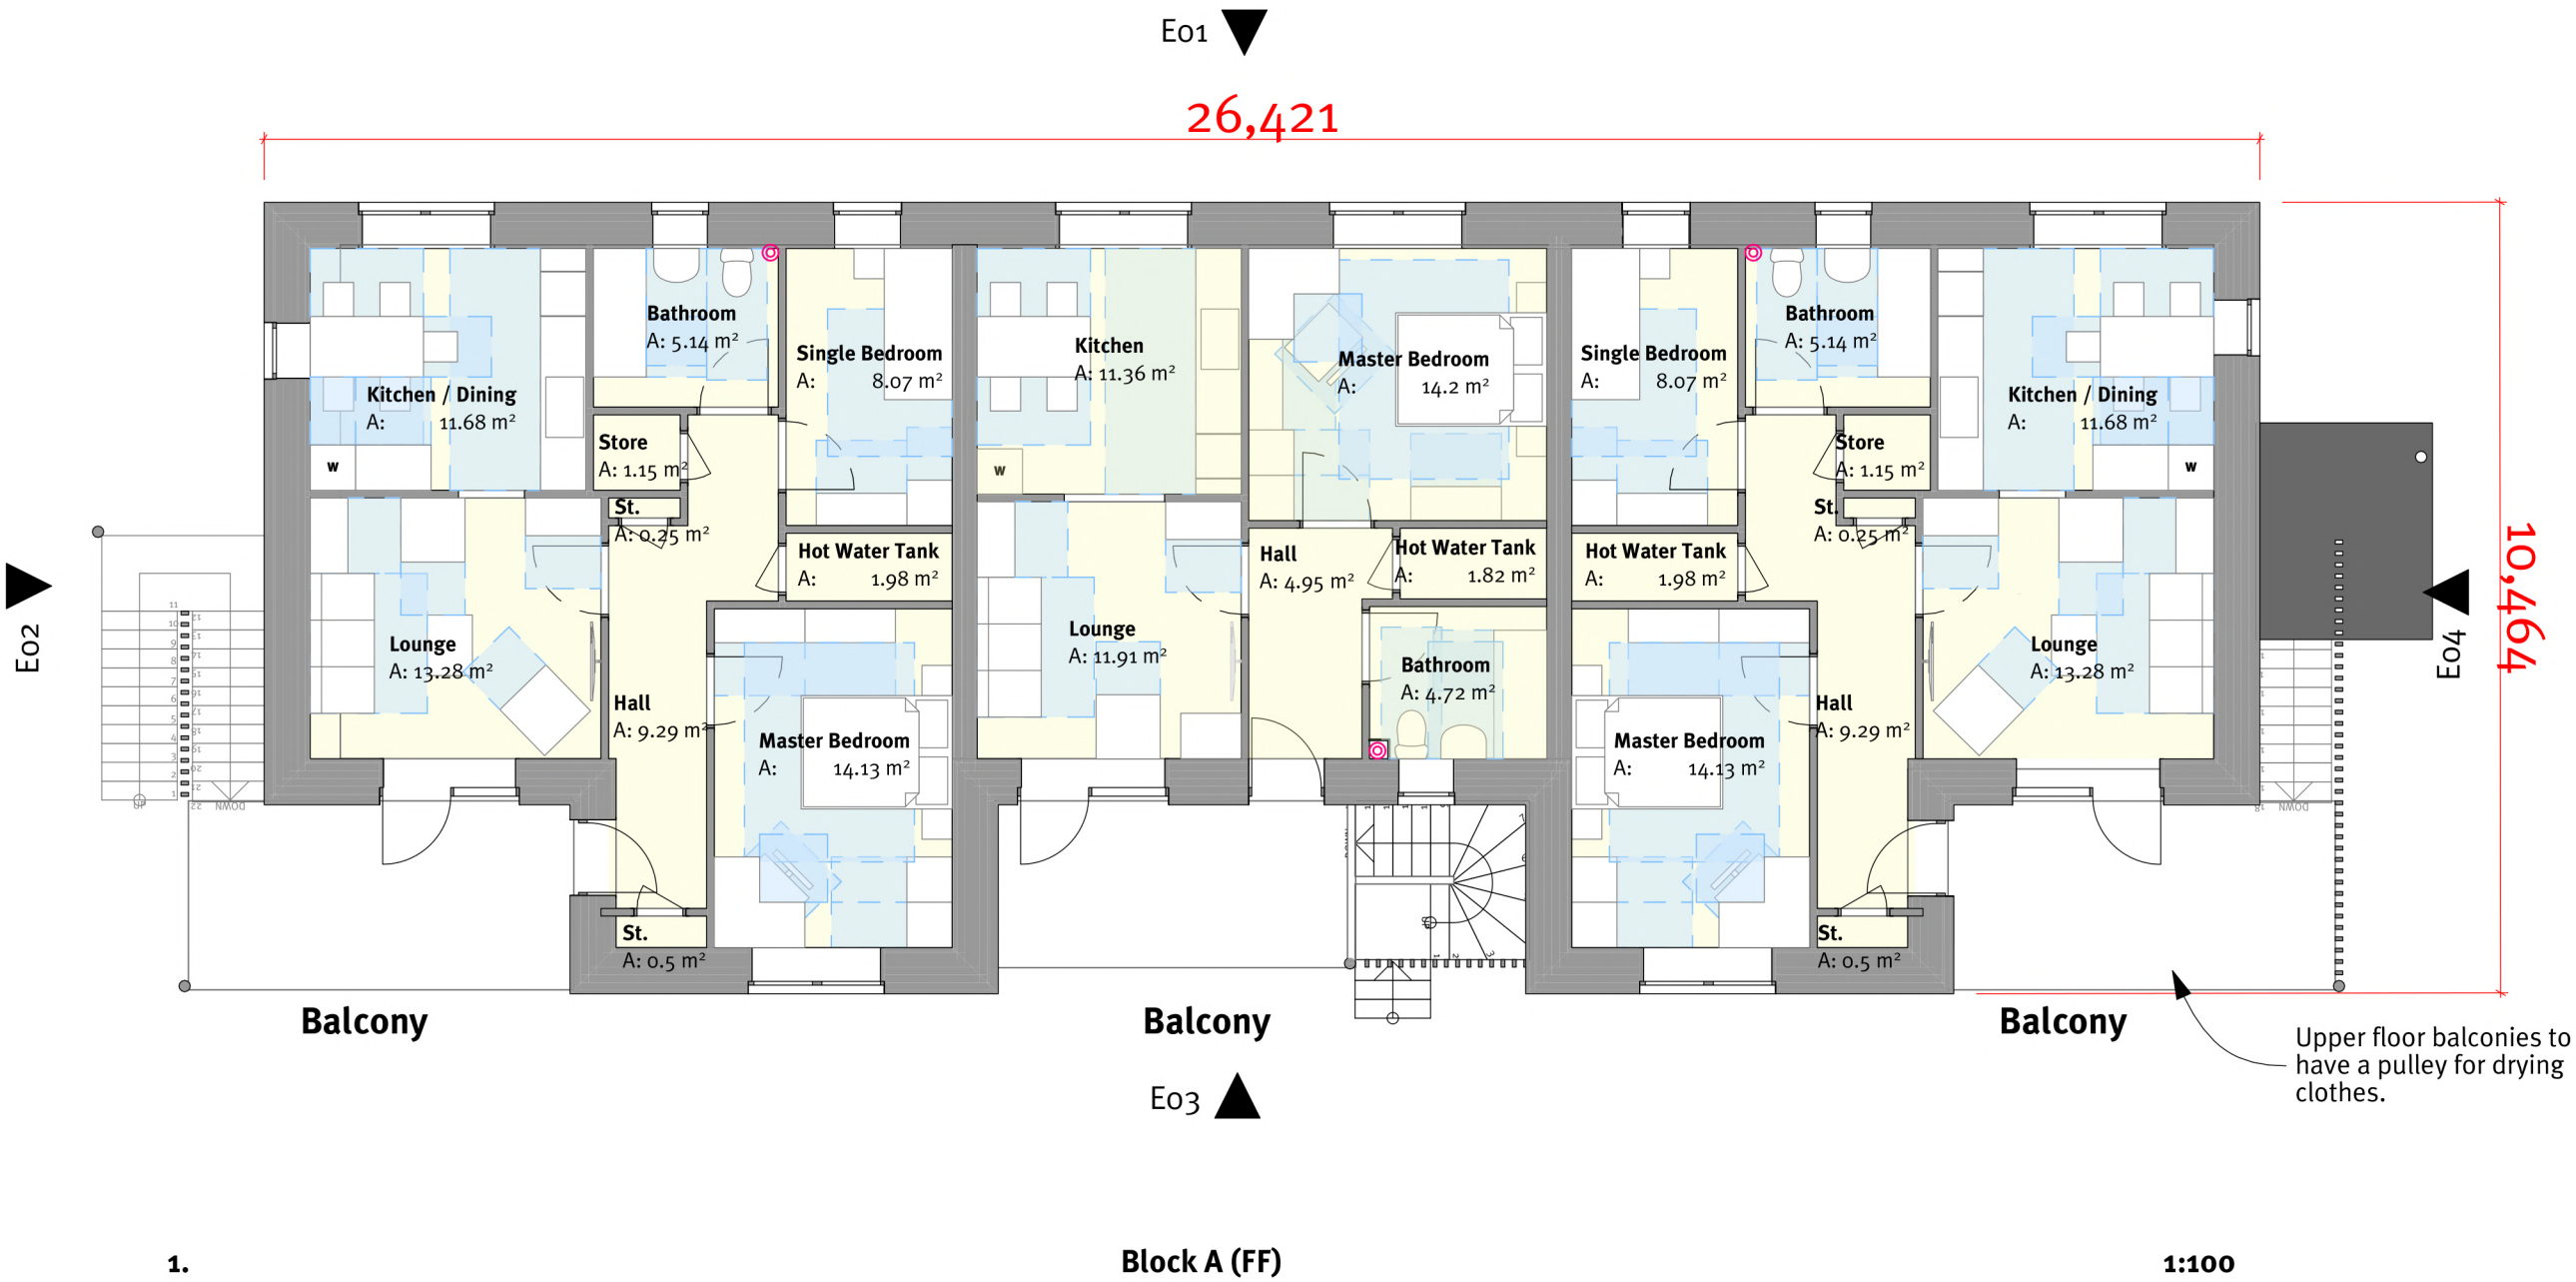 E01
26,421
Bathroom
A: 5.14 m²
Single Bedroom
A: 8.07 m²
Kitchen / Dining
A: 11.68 m²
Store
A: 1.15 m²
w
St.
A: 0.25 m²
Hot Water Tank
A: 1.98 m²
Lounge
A: 13.28 m²
Hall
A: 9.29 m²
Master Bedroom
A: 14.13 m²
St.
A: 0.5 m²
Kitchen
A: 11.36 m²
w
Master Bedroom
A: 14.2 m²
Hall
A: 4.95 m²
Hot Water Tank
A: 1.82 m²
Lounge
A: 11.91 m²
Bathroom
A: 4.72 m²
Single Bedroom
A: 8.07 m²
Bathroom
A: 5.14 m²
Kitchen / Dining
A: 11.68 m²
Store
A: 1.15 m²
w
St.
A: 0.25 m²
Hot Water Tank
A: 1.98 m²
Lounge
A: 13.28 m²
Hall
A: 9.29 m²
Master Bedroom
A: 14.13 m²
St.
A: 0.5 m²
E02
E04
10,464
UP
DOWN
DOWN
Balcony
Balcony
Balcony
Upper floor balconies to
have a pulley for drying
clothes.
E03
1.
Block A (FF)
1:100